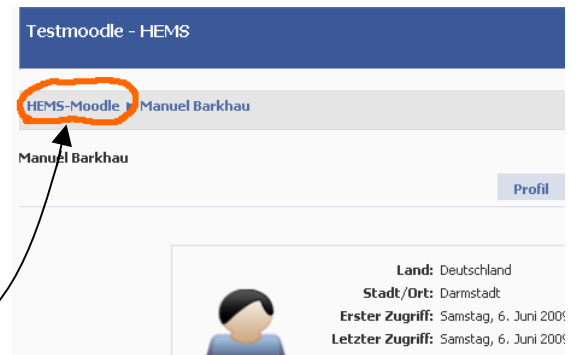 Testmoodle - HEMS
HEMS-Moodle ► Manuel Barkhau
Manuel Barkhau
Profil
Land: Deutschland
Stadt/Ort: Darmstadt
Erster Zugriff: Samstag, 6. Juni 2009
Letzter Zugriff: Samstag, 6. Juni 2009